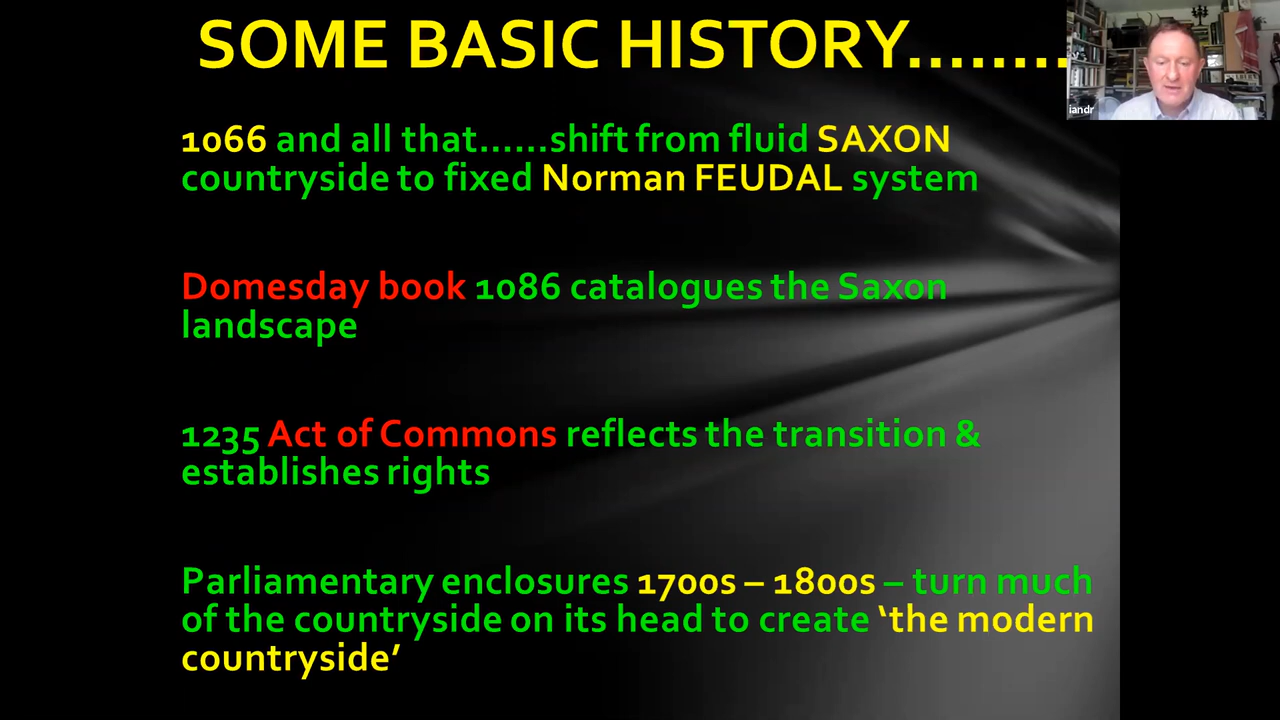 SOME BASIC HISTORY........
iandr
1066 and all that......shift from fluid SAXON
countryside to fixed Norman FEUDAL system
Domesday book 1086 catalogues the Saxon
landscape
1235 Act of Commons reflects the transition &
establishes rights
Parliamentary enclosures 1700s – 1800s – turn much
of the countryside on its head to create ‘the modern
countryside’